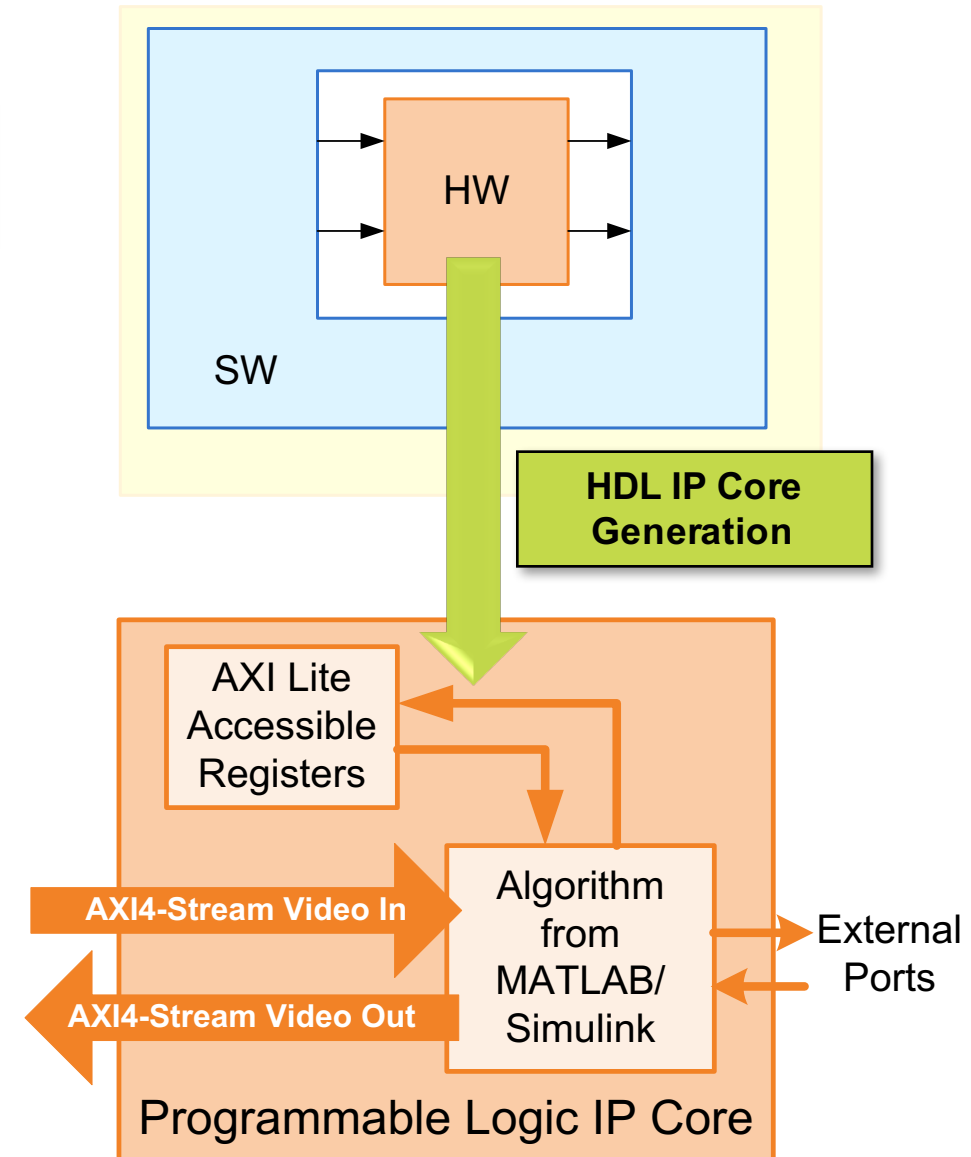 HW
SW
HDL IP Core
Generation
AXI Lite
Accessible
Registers
AXI4-Stream Video In
Algorithm
from
MATLAB/
Simulink
External
Ports
AXI4-Stream Video Out
Programmable Logic IP Core